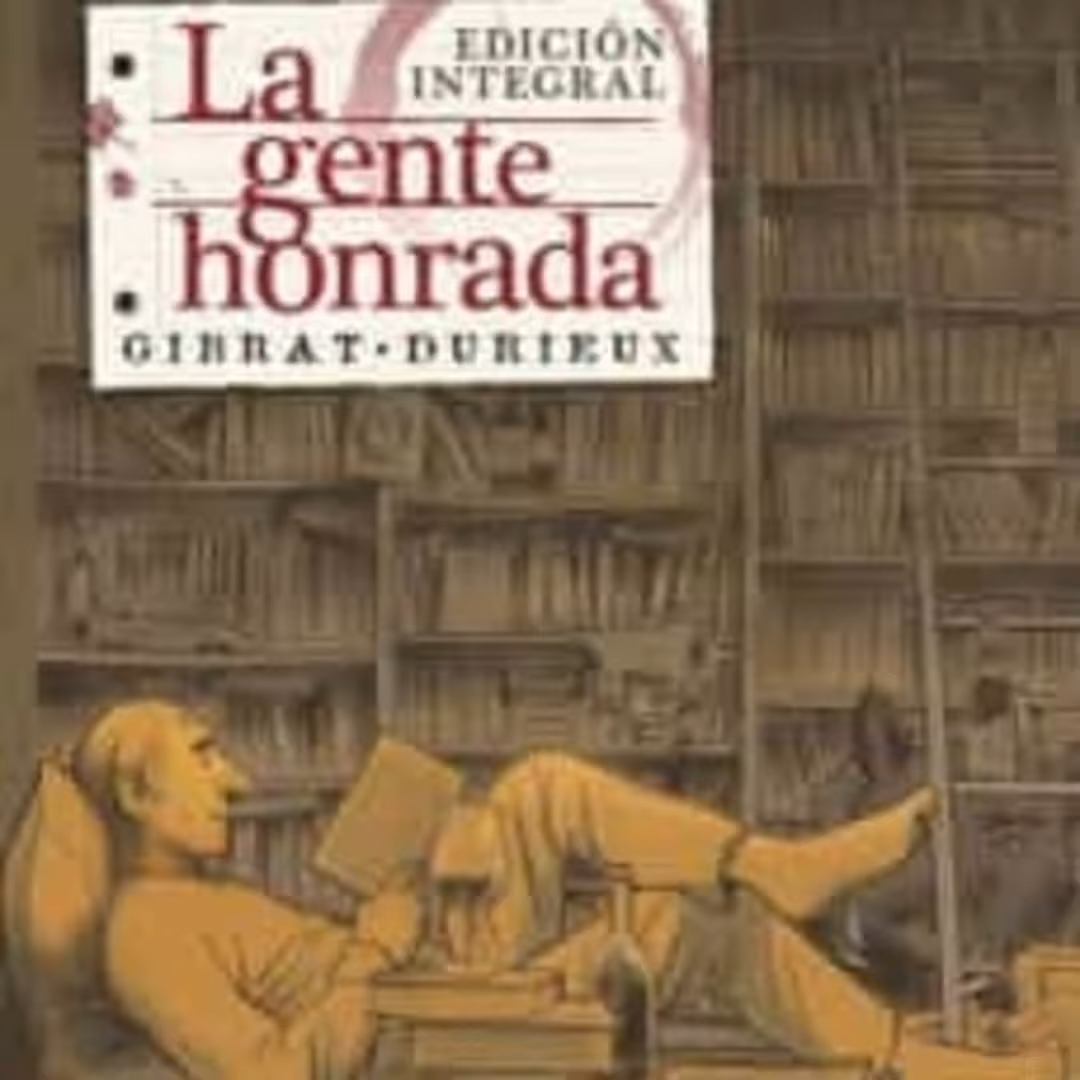 La
EDICIÓN
INTEGRAL
gente
honrada
GIBRAT · DURIEUX